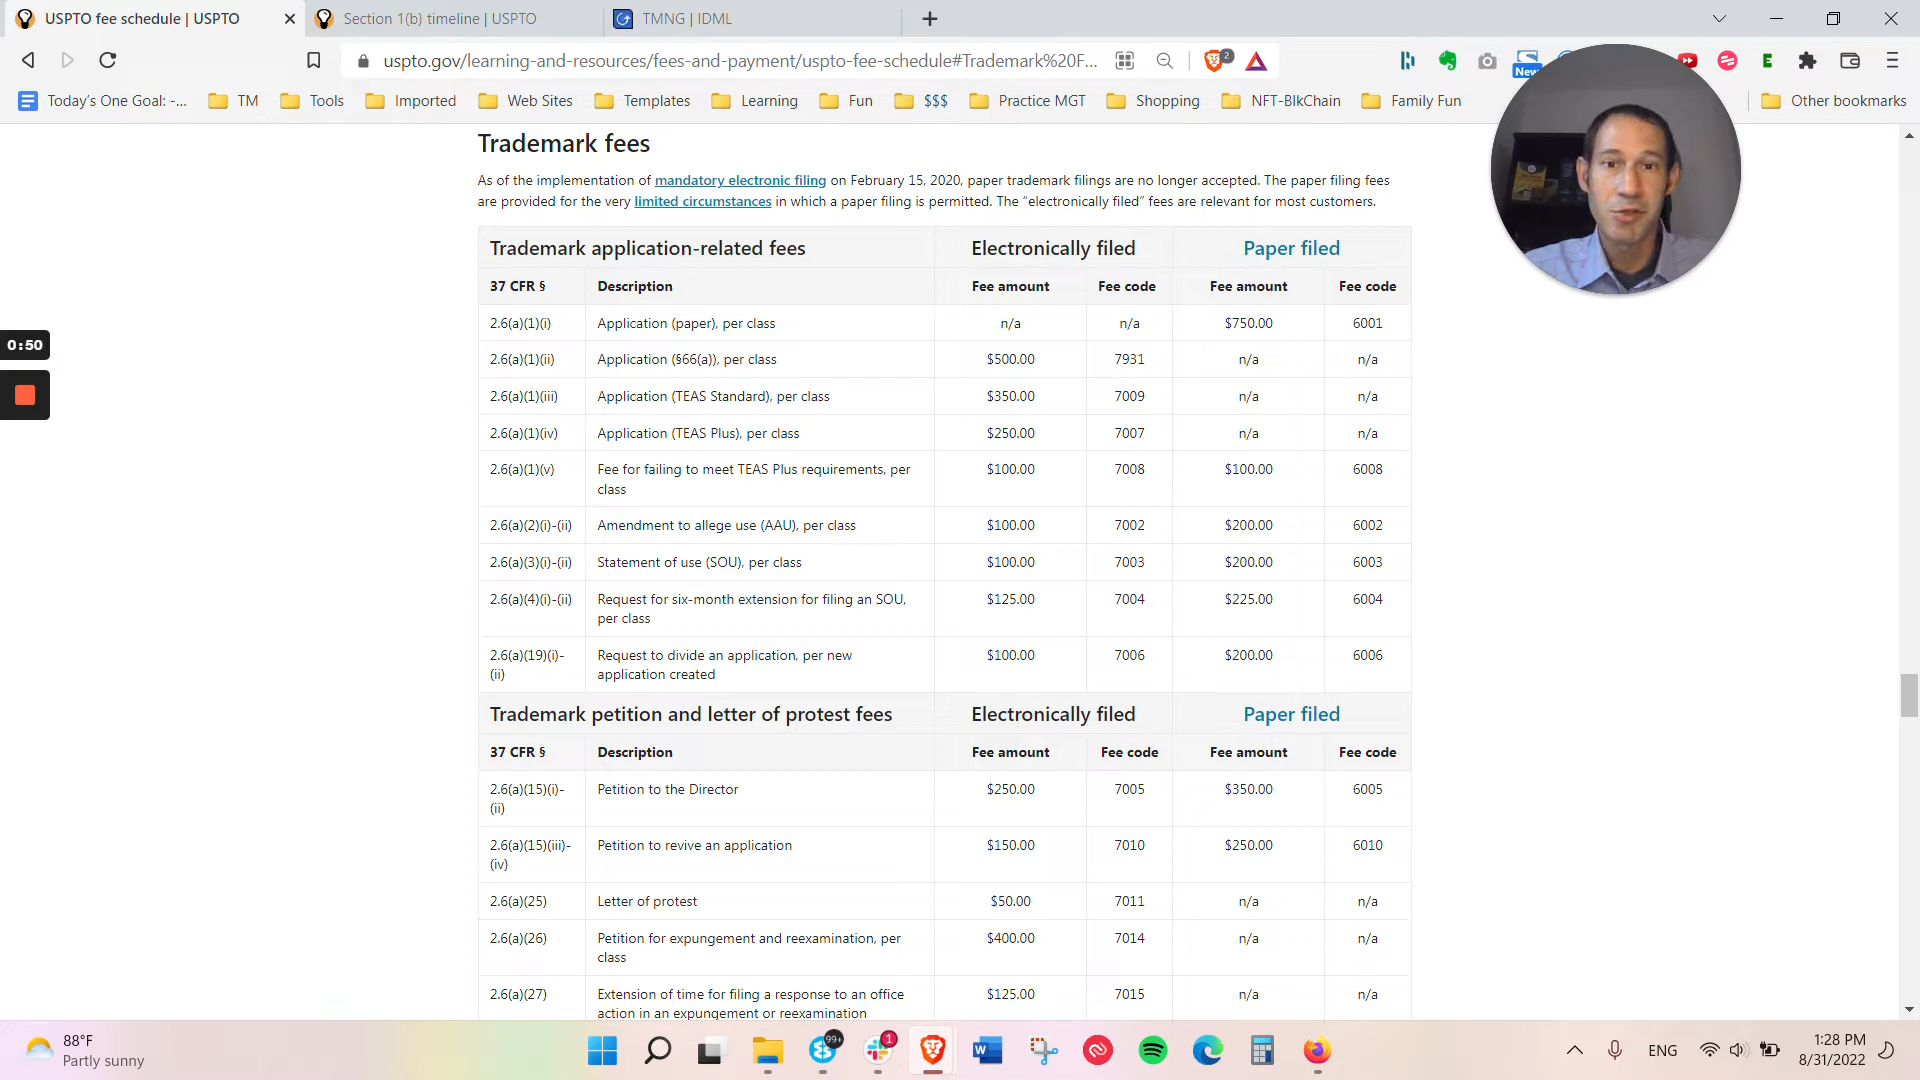 USPTO fee schedule | USPTO
Section 1(b) timeline | USPTO
TMNG | IDML
uspto.gov/learning-and-resources/fees-and-payment/uspto-fee-schedule#Trademark%20F...
2
New
Today's One Goal: -...
TM
Tools
Imported
Web Sites
Templates
Learning
Fun
$$$
Practice MGT
Shopping
NFT-BlkChain
Family Fun
Other bookmarks
Trademark fees
As of the implementation of mandatory electronic filing on February 15, 2020, paper trademark filings are no longer accepted. The paper filing fees
are provided for the very limited circumstances in which a paper filing is permitted. The "electronically filed" fees are relevant for most customers.
Trademark application-related fees Electronically filed Paper filed
37 CFR § Description Fee amount Fee code Fee amount Fee code
2.6(a)(1)(i) Application (paper), per class n/a n/a $750.00 6001
2.6(a)(1)(ii) Application (§66(a)), per class $500.00 7931 n/a n/a
2.6(a)(1)(iii) Application (TEAS Standard), per class $350.00 7009 n/a n/a
2.6(a)(1)(iv) Application (TEAS Plus), per class $250.00 7007 n/a n/a
2.6(a)(1)(v) Fee for failing to meet TEAS Plus requirements, per $100.00 7008 $100.00 6008
class
2.6(a)(2)(i)-(ii) Amendment to allege use (AAU), per class $100.00 7002 $200.00 6002
2.6(a)(3)(i)-(ii) Statement of use (SOU), per class $100.00 7003 $200.00 6003
2.6(a)(4)(i)-(ii) Request for six-month extension for filing an SOU, $125.00 7004 $225.00 6004
per class
2.6(a)(19)(i)- Request to divide an application, per new $100.00 7006 $200.00 6006
(ii) application created
Trademark petition and letter of protest fees Electronically filed Paper filed
37 CFR § Description Fee amount Fee code Fee amount Fee code
2.6(a)(15)(i)- Petition to the Director $250.00 7005 $350.00 6005
(ii)
2.6(a)(15)(iii)- Petition to revive an application $150.00 7010 $250.00 6010
(iv)
2.6(a)(25) Letter of protest $50.00 7011 n/a n/a
2.6(a)(26) Petition for expungement and reexamination, per $400.00 7014 n/a n/a
class
2.6(a)(27) Extension of time for filing a response to an office $125.00 7015 n/a n/a
action in an expungement or reexamination
0:50
88°F
Partly sunny
99+
1
W
ENG
1:28 PM
8/31/2022